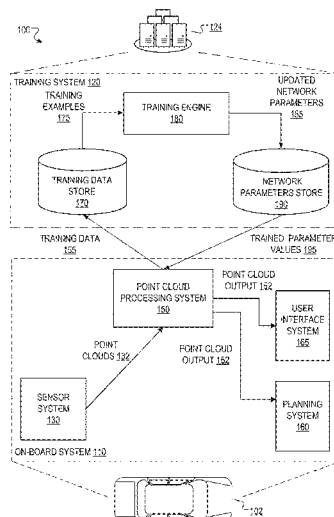 100
124
TRAINING SYSTEM 120
TRAINING
EXAMPLES
175
UPDATED
NETWORK
PARAMETERS
185
TRAINING ENGINE
180
TRAINING DATA
STORE
170
NETWORK
PARAMETERS STORE
190
TRAINING DATA
155
TRAINED PARAMETER
VALUES 195
POINT CLOUD
PROCESSING SYSTEM
150
POINT CLOUD
OUTPUT 152
USER
INTERFACE
SYSTEM
165
POINT
CLOUDS 132
POINT CLOUD
OUTPUT 152
SENSOR
SYSTEM
130
PLANNING
SYSTEM
160
ON-BOARD SYSTEM 110
102